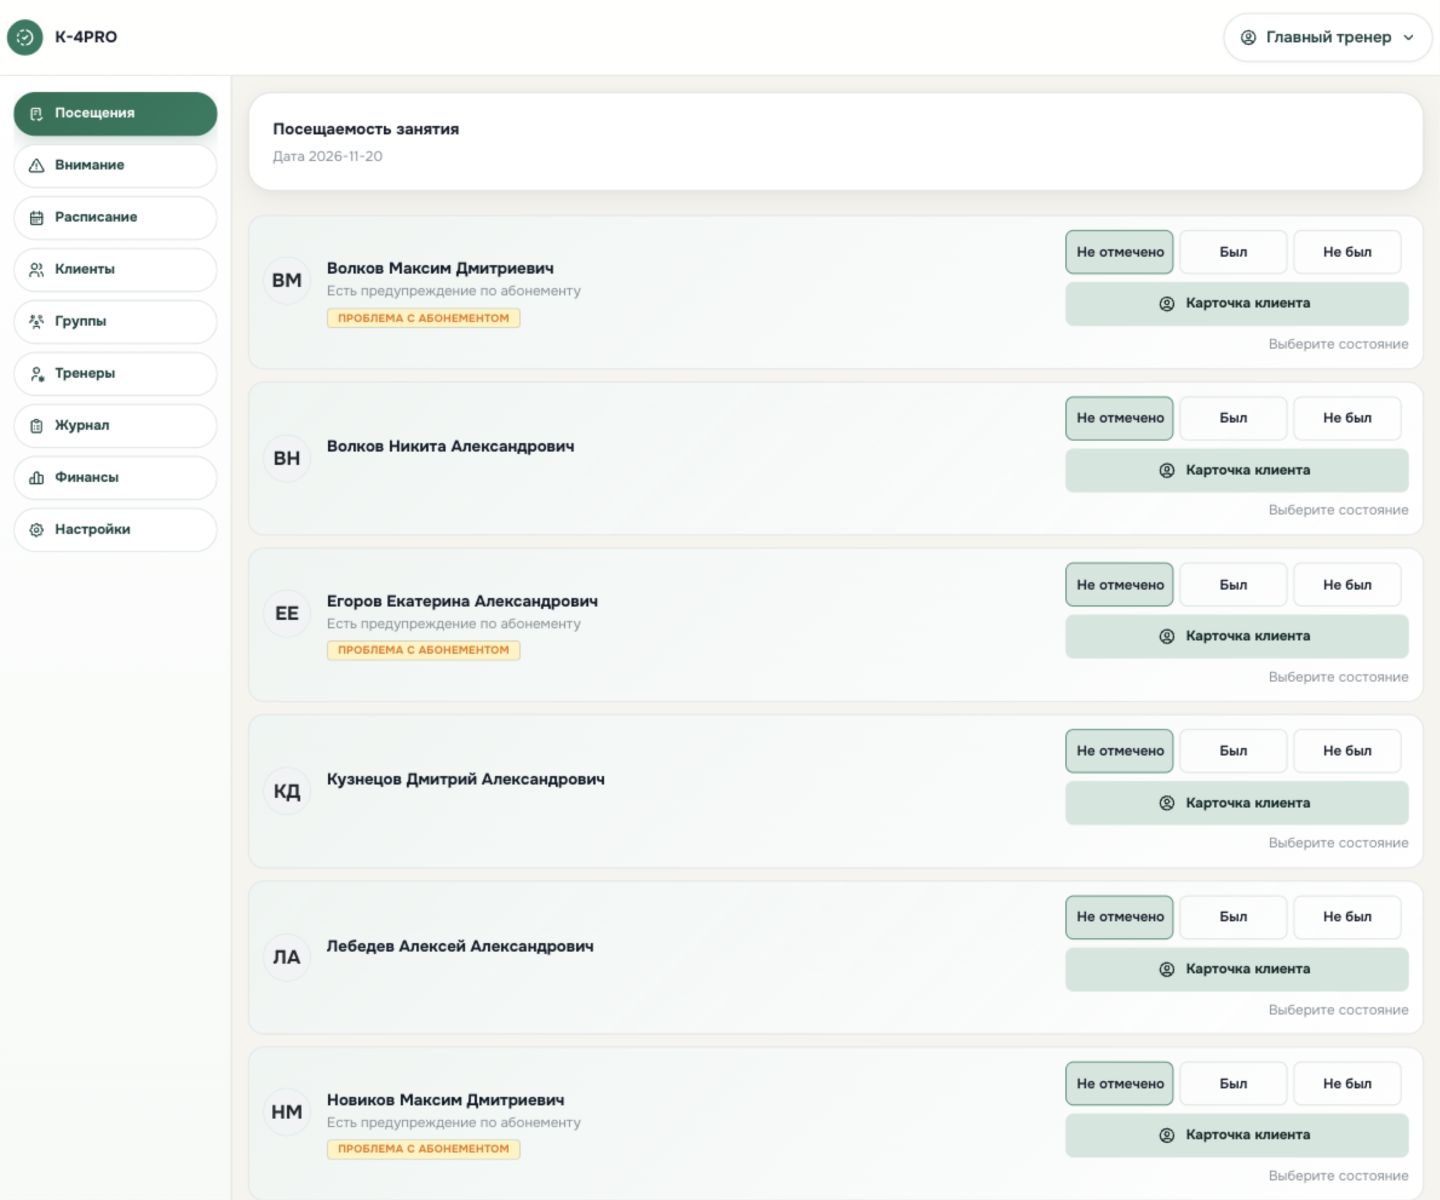 K-4PRO
Главный тренер
Посещения
Внимание
Расписание
Клиенты
Группы
Тренеры
Журнал
Финансы
Настройки
Посещаемость занятия
Дата 2026-11-20
ВМ
Волков Максим Дмитриевич
Есть предупреждение по абонементу
ПРОБЛЕМА С АБОНЕМЕНТОМ
Не отмечено Был Не был
Карточка клиента
Выберите состояние
ВН
Волков Никита Александрович
Не отмечено Был Не был
Карточка клиента
Выберите состояние
ЕЕ
Егоров Екатерина Александрович
Есть предупреждение по абонементу
ПРОБЛЕМА С АБОНЕМЕНТОМ
Не отмечено Был Не был
Карточка клиента
Выберите состояние
КД
Кузнецов Дмитрий Александрович
Не отмечено Был Не был
Карточка клиента
Выберите состояние
ЛА
Лебедев Алексей Александрович
Не отмечено Был Не был
Карточка клиента
Выберите состояние
НМ
Новиков Максим Дмитриевич
Есть предупреждение по абонементу
ПРОБЛЕМА С АБОНЕМЕНТОМ
Не отмечено Был Не был
Карточка клиента
Выберите состояние